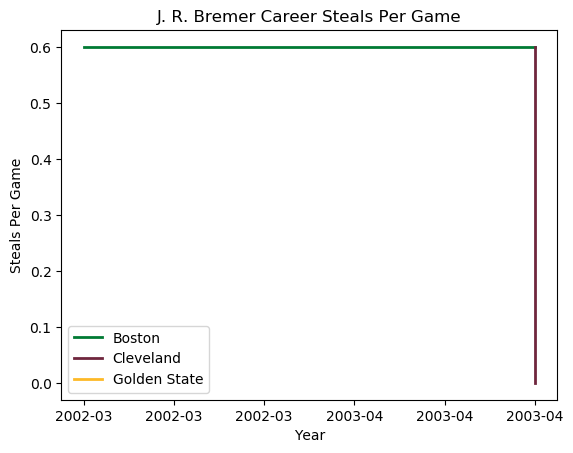 J. R. Bremer Career Steals Per Game
Steals Per Game
0.6
0.5
0.4
0.3
0.2
0.1
0.0
Boston
Cleveland
Golden State
2002-03 2002-03 2002-03 2003-04 2003-04 2003-04
Year